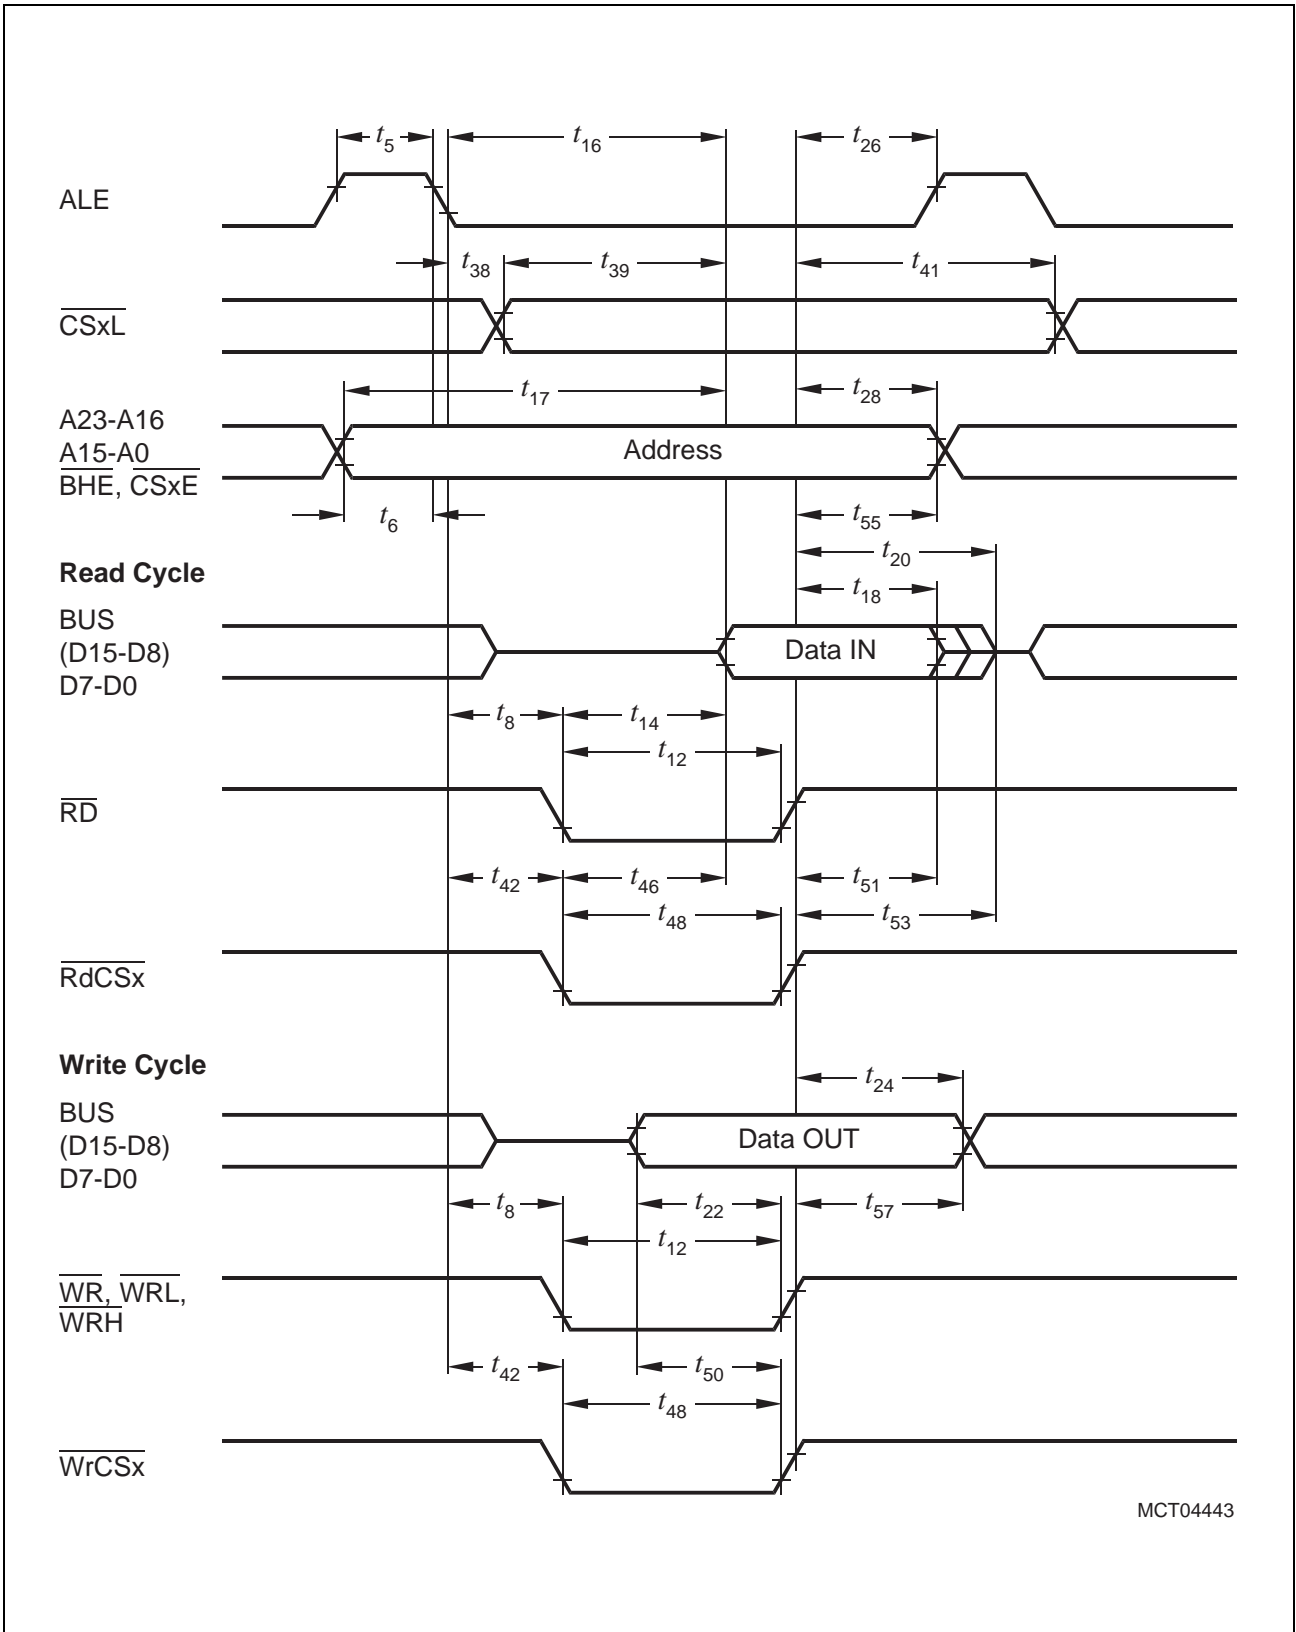 t5 t16 t26
ALE
t38 t39 t41
CSxL
t17 t28
A23-A16
A15-A0
BHE, CSxE
Address
t6 t55
t20
Read Cycle
t18
BUS
(D15-D8)
D7-D0
Data IN
t8 t14
t12
RD
t42 t46 t51
t48 t53
RdCSx
Write Cycle
t24
BUS
(D15-D8)
D7-D0
Data OUT
t8 t22 t57
t12
WR, WRL,
WRH
t42 t50
t48
WrCSx
MCT04443